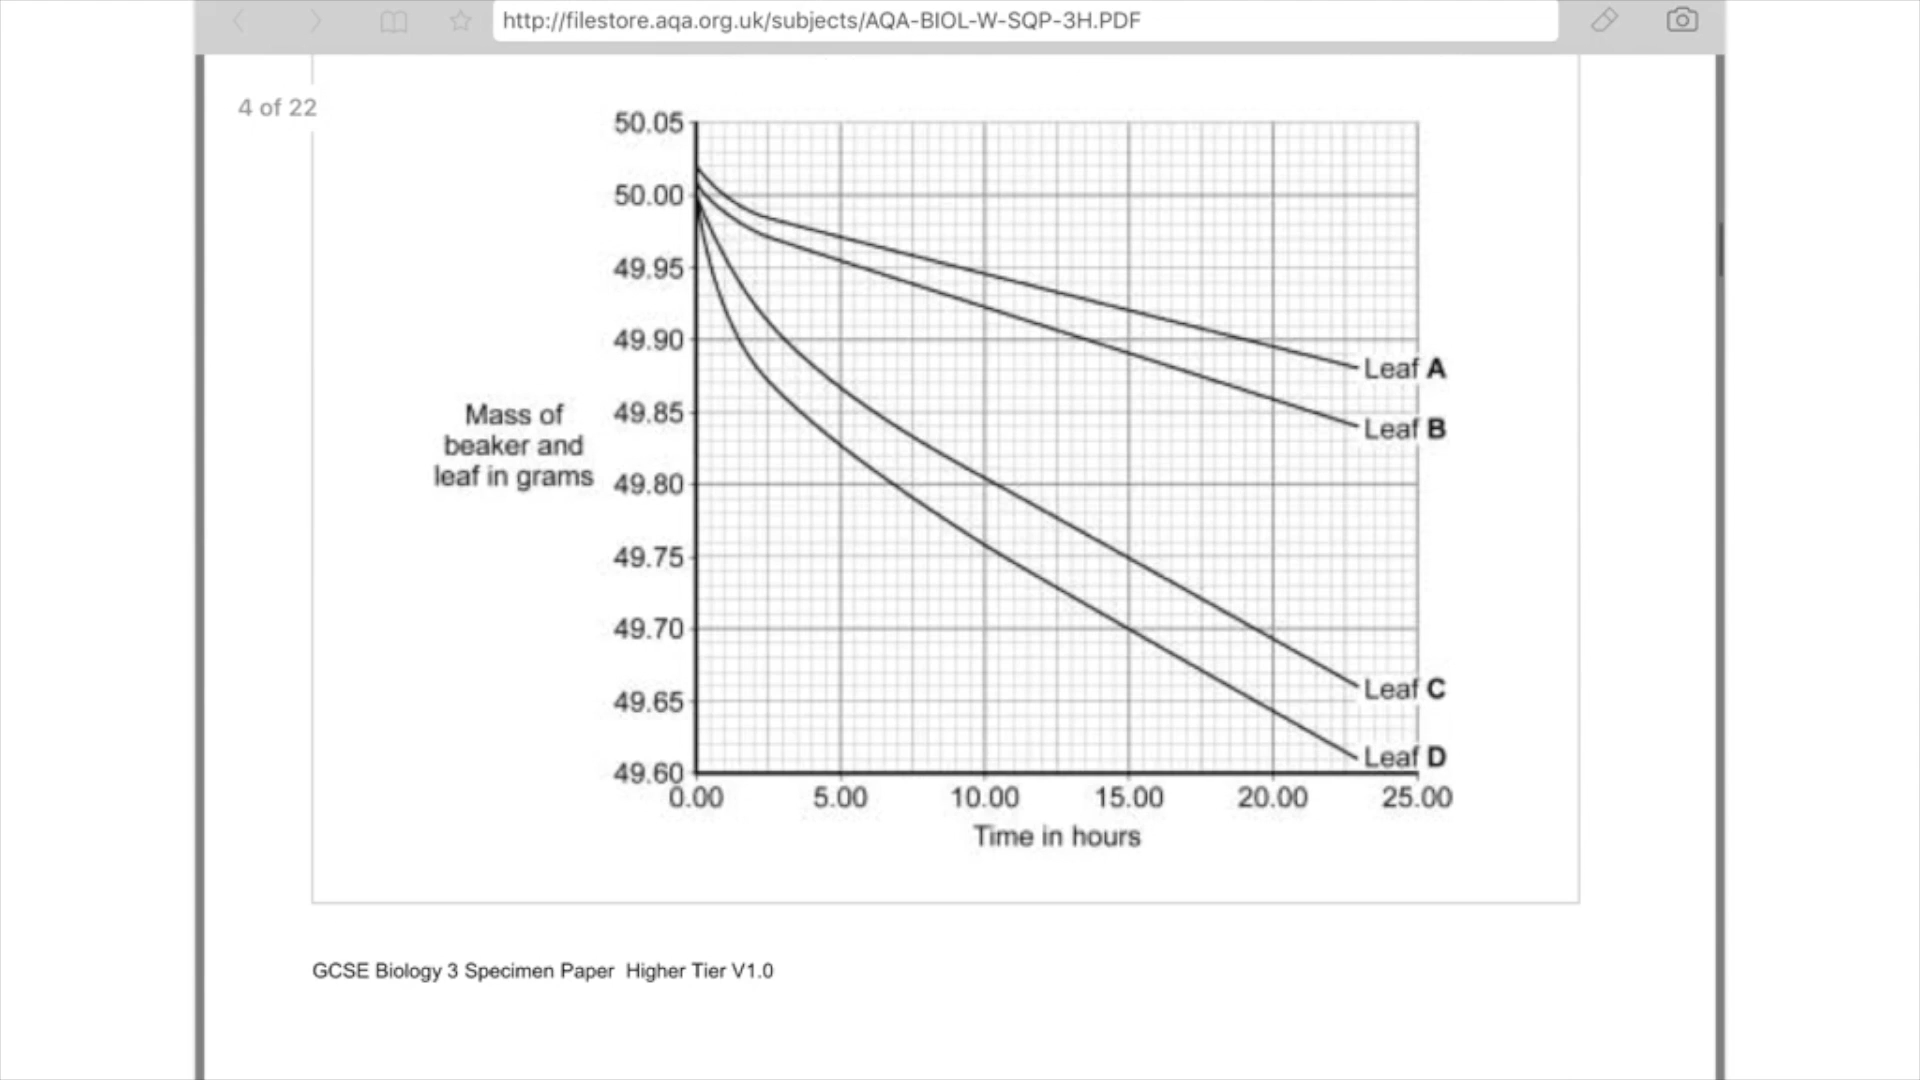 http://filestore.aqa.org.uk/subjects/AQA-BIOL-W-SQP-3H.PDF
4 of 22
50.05
50.00
49.95
49.90
49.85
49.80
49.75
49.70
49.65
49.60
Mass of
beaker and
leaf in grams
Leaf A
Leaf B
Leaf C
Leaf D
0.00 5.00 10.00 15.00 20.00 25.00
Time in hours
GCSE Biology 3 Specimen Paper Higher Tier V1.0